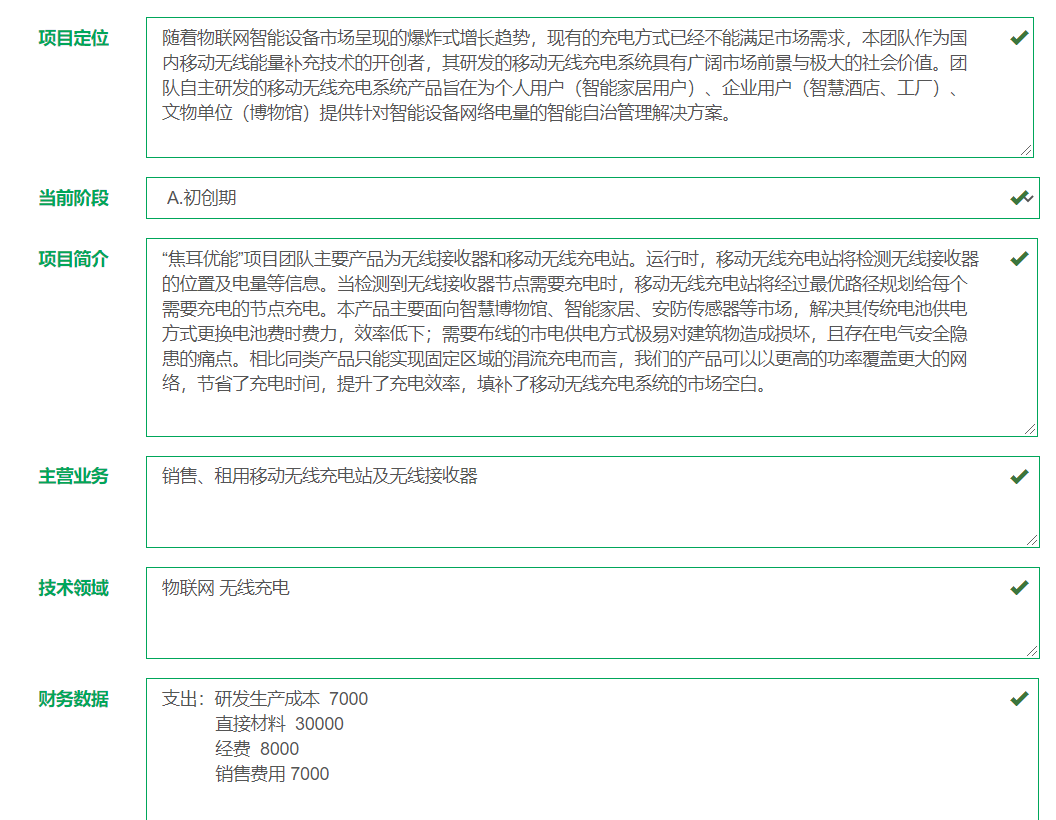 项目定位
随着物联网智能设备市场呈现的爆炸式增长趋势，现有的充电方式已经不能满足市场需求，本团队作为国
内移动无线能量补充技术的开创者，其研发的移动无线充电系统具有广阔市场前景与极大的社会价值。团
队自主研发的移动无线充电系统产品旨在为个人用户（智能家居用户）、企业用户（智慧酒店、工厂）、
文物单位（博物馆）提供针对智能设备网络电量的智能自治管理解决方案。
当前阶段
A.初创期
项目简介
“焦耳优能”项目团队主要产品为无线接收器和移动无线充电站。运行时，移动无线充电站将检测无线接收器
的位置及电量等信息。当检测到无线接收器节点需要充电时，移动无线充电站将经过最优路径规划给每个
需要充电的节点充电。本产品主要面向智慧博物馆、智能家居、安防传感器等市场，解决其传统电池供电
方式更换电池费时费力，效率低下；需要布线的市电供电方式极易对建筑物造成损坏，且存在电气安全隐
患的痛点。相比同类产品只能实现固定区域的涓流充电而言，我们的产品可以以更高的功率覆盖更大的网
络，节省了充电时间，提升了充电效率，填补了移动无线充电系统的市场空白。
主营业务
销售、租用移动无线充电站及无线接收器
技术领域
物联网 无线充电
财务数据
支出：研发生产成本 7000
直接材料 30000
经费 8000
销售费用 7000